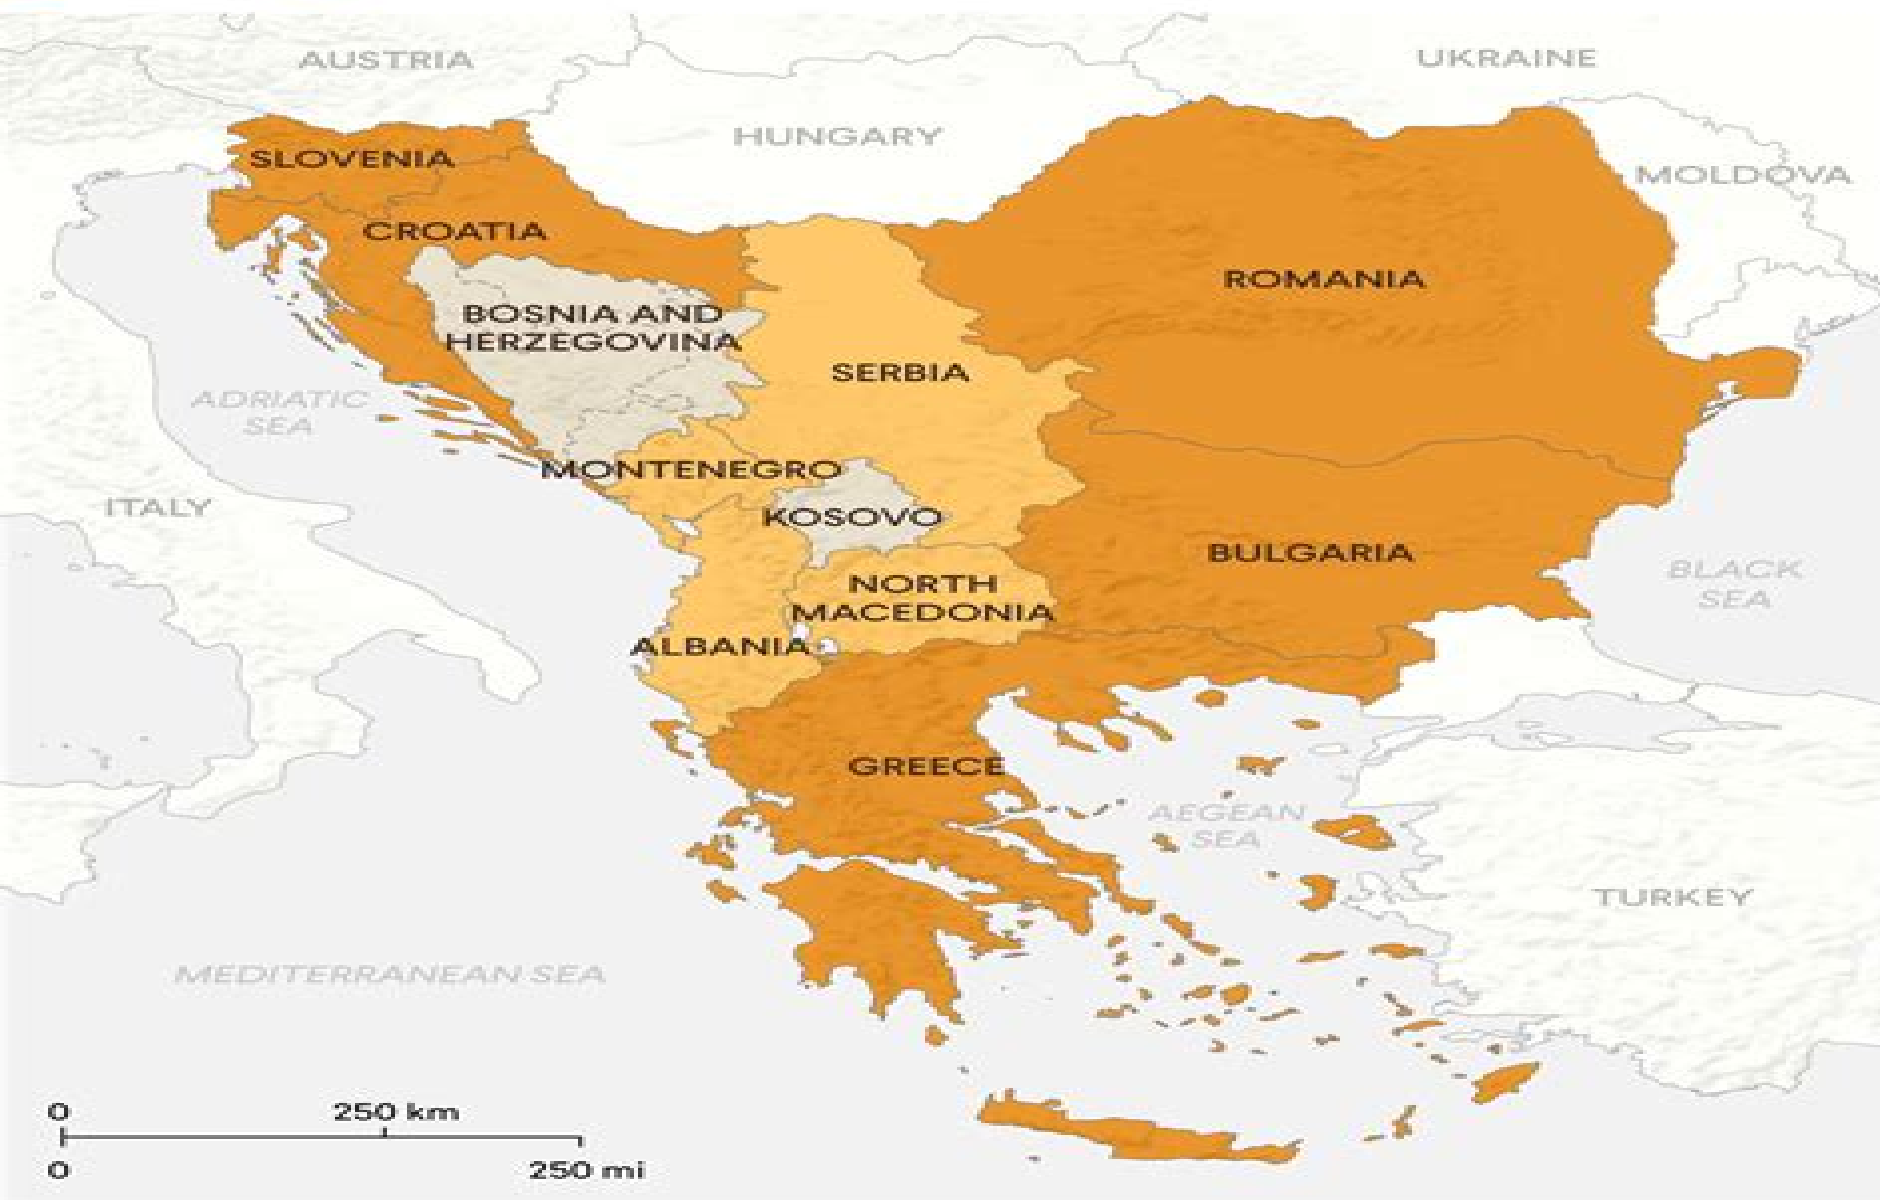 AUSTRIA
UKRAINE
HUNGARY
SLOVENIA
MOLDOVA
CROATIA
ROMANIA
BOSNIA AND
HERZEGOVINA
SERBIA
ADRIATIC
SEA
MONTENEGRO
ITALY
KOSOVO
BULGARIA
BLACK
SEA
NORTH
MACEDONIA
ALBANIA
GREECE
AEGEAN
SEA
TURKEY
MEDITERRANEAN SEA
0 250 km
0 250 mi